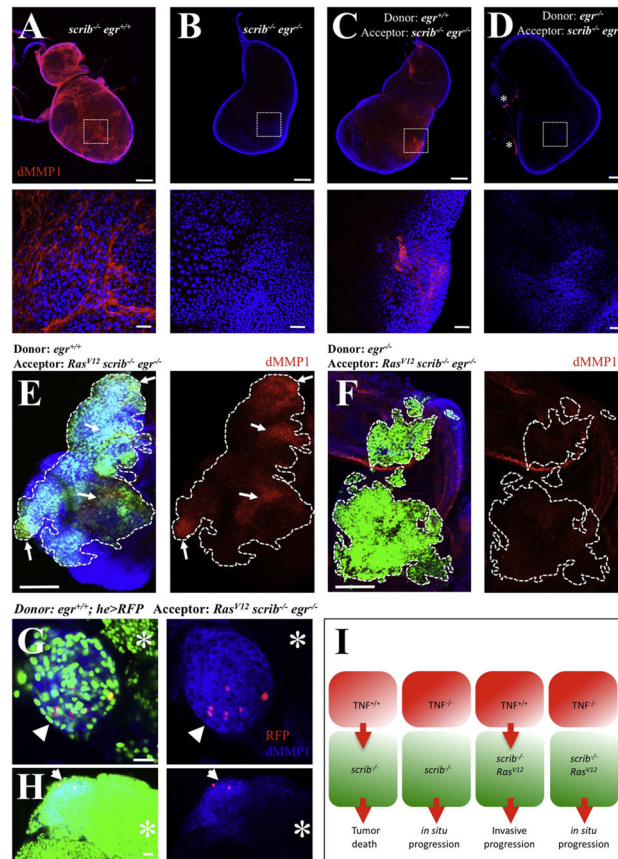 A
scrib-/- egr+/+
dMMP1
B
scrib-/- egr-/-
C
Donor: egr+/+
Acceptor: scrib-/- egr-/-
D
Donor: egr-/-
Acceptor: scrib-/- egr
*
*
Donor: egr+/+
Acceptor: RasV12 scrib-/- egr-/-
dMMP1
E
Donor: egr-/-
Acceptor: RasV12 scrib-/- egr-/-
dMMP1
F
Donor: egr+/+; he>RFP Acceptor: RasV12 scrib-/- egr-/-
G
*
*
RFP
dMMP1
H
*
*
I
TNF+/+ TNF-/- TNF+/+ TNF-/-
scrib-/- scrib-/- scrib-/- RasV12 scrib-/- RasV12
Tumor death
in situ progression
Invasive progression
in situ progression